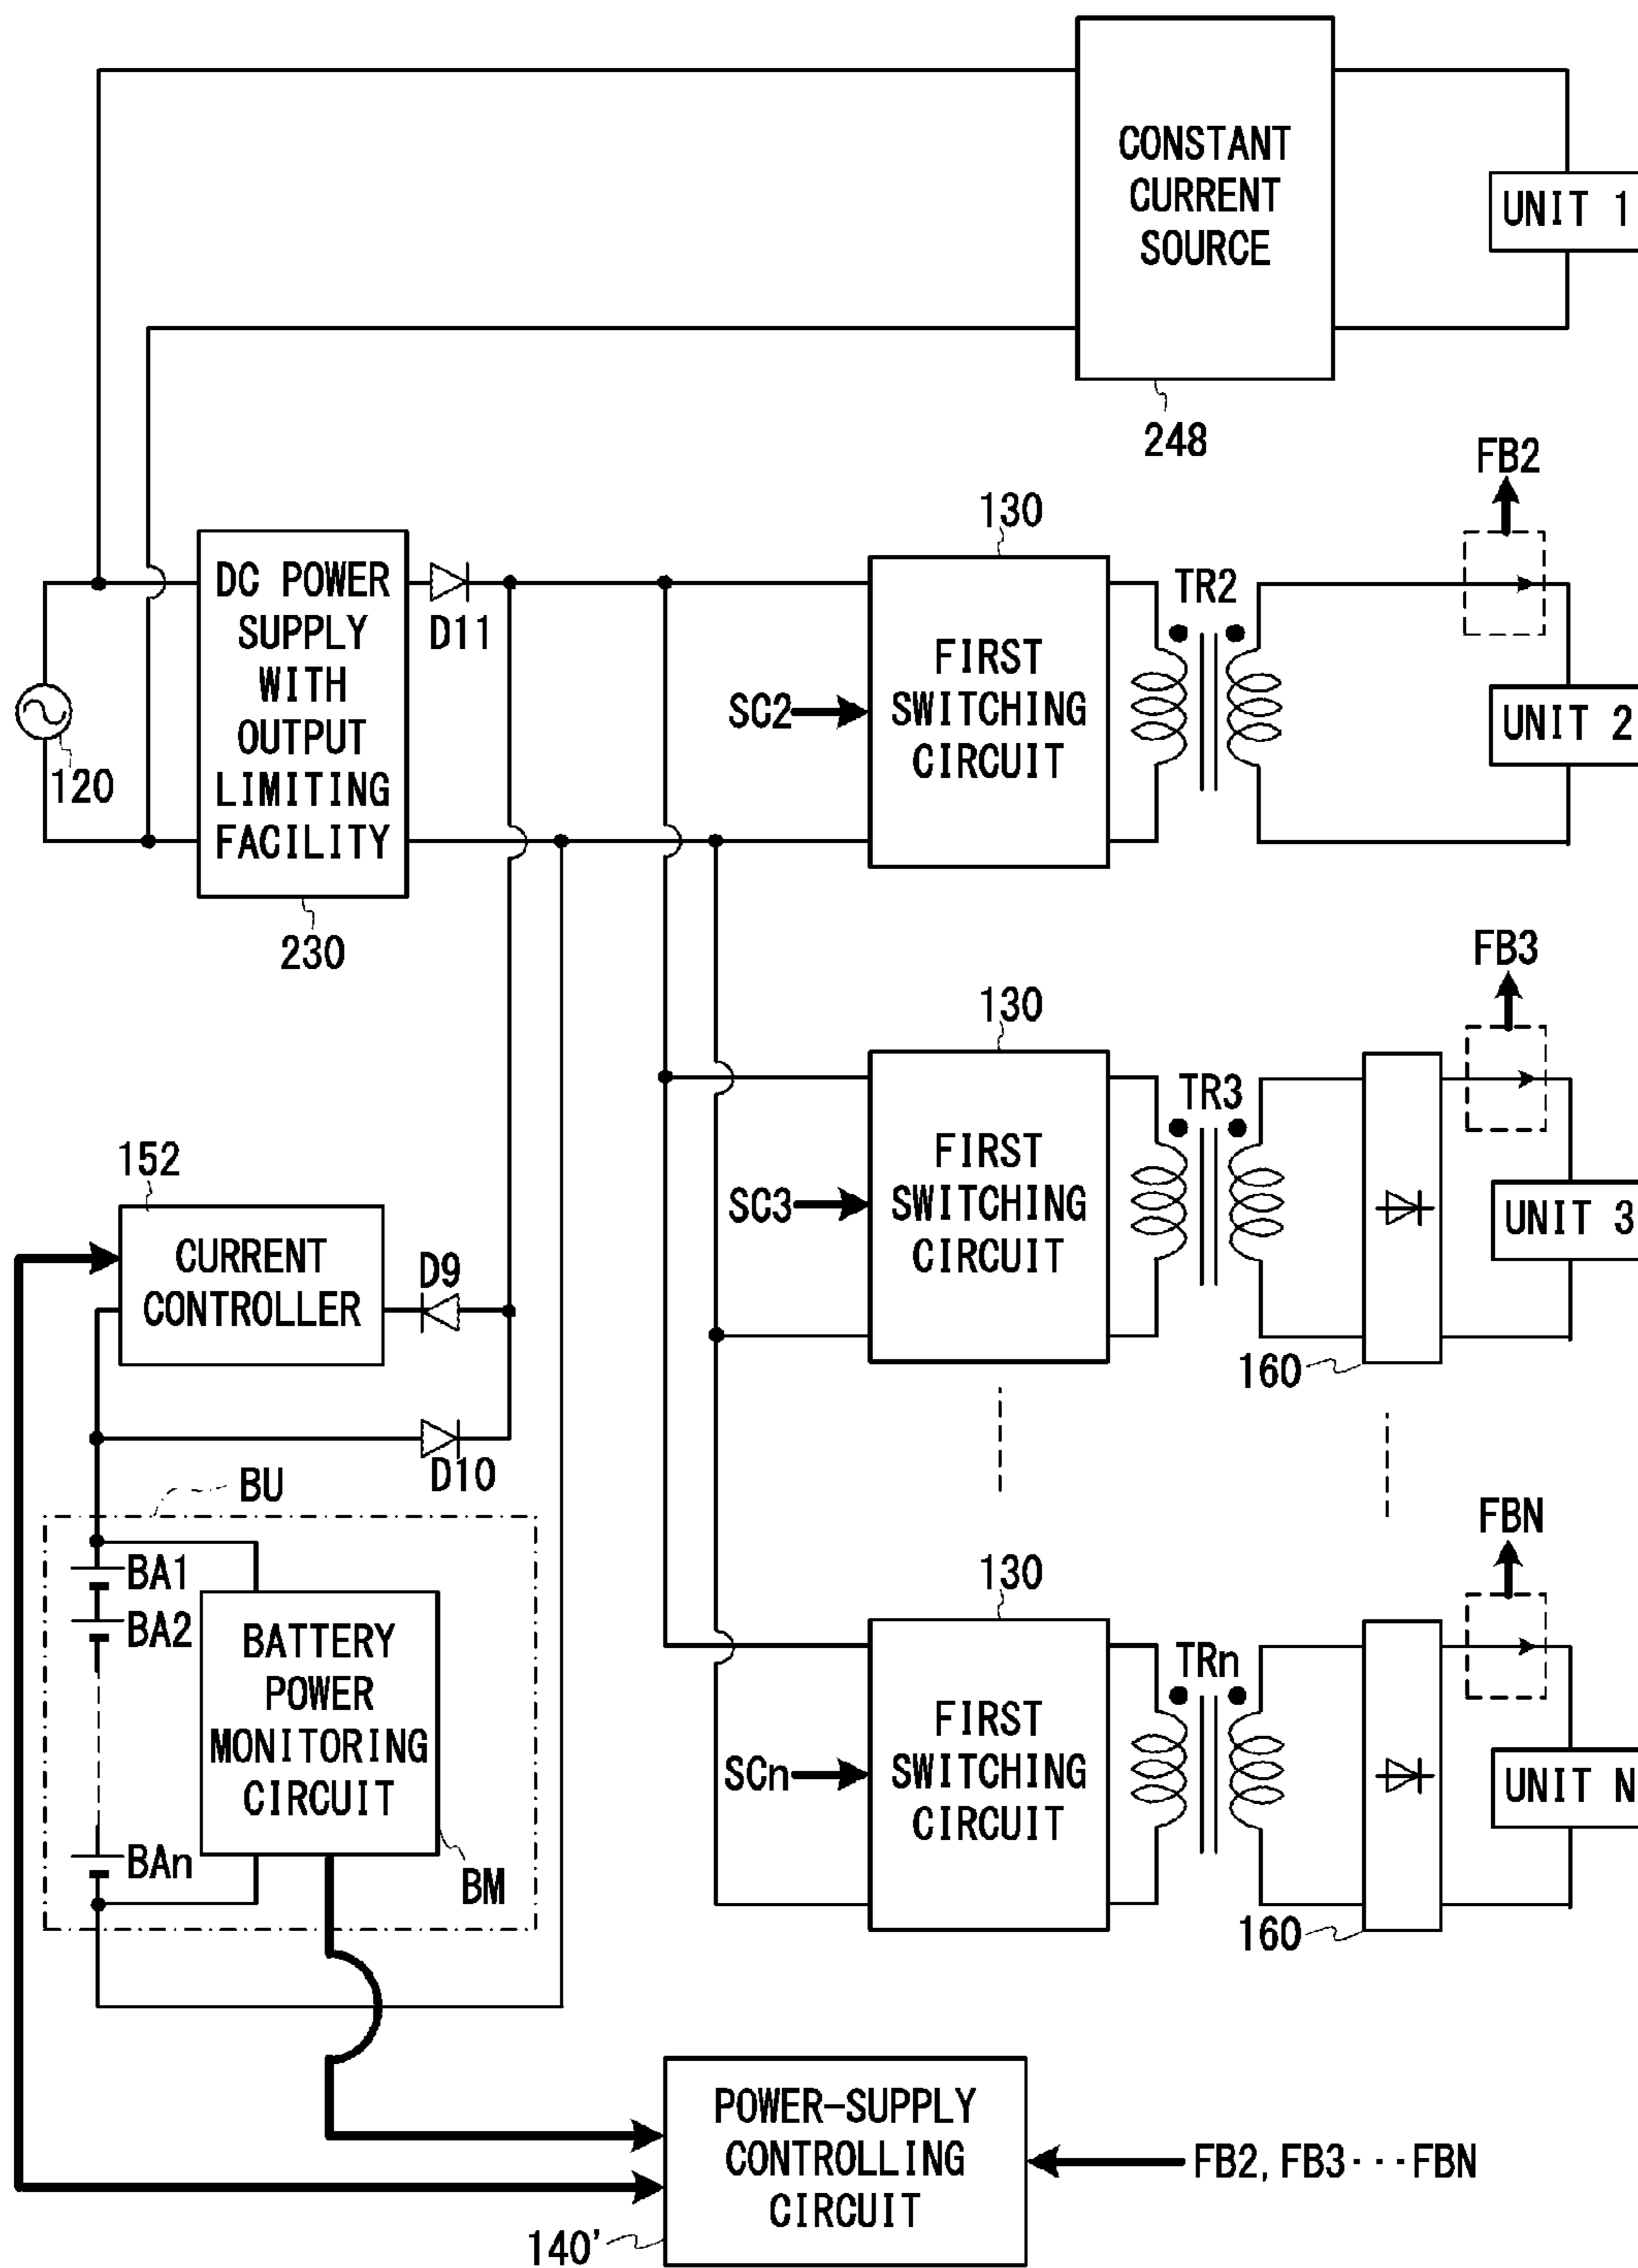 CONSTANT
CURRENT
SOURCE
UNIT 1
248
FB2
130
DC POWER
SUPPLY
WITH
OUTPUT
LIMITING
FACILITY
D11
TR2
FIRST
SWITCHING
CIRCUIT
SC2
UNIT 2
120
230
FB3
130
TR3
152
FIRST
SWITCHING
CIRCUIT
SC3
UNIT 3
CURRENT
CONTROLLER
D9
160
D10
BU
FBN
130
BA1
BA2
BATTERY
POWER
MONITORING
CIRCUIT
TRn
FIRST
SWITCHING
CIRCUIT
SCn
UNIT N
BAn
BM
160
POWER-SUPPLY
CONTROLLING
CIRCUIT
FB2, FB3···FBN
140'